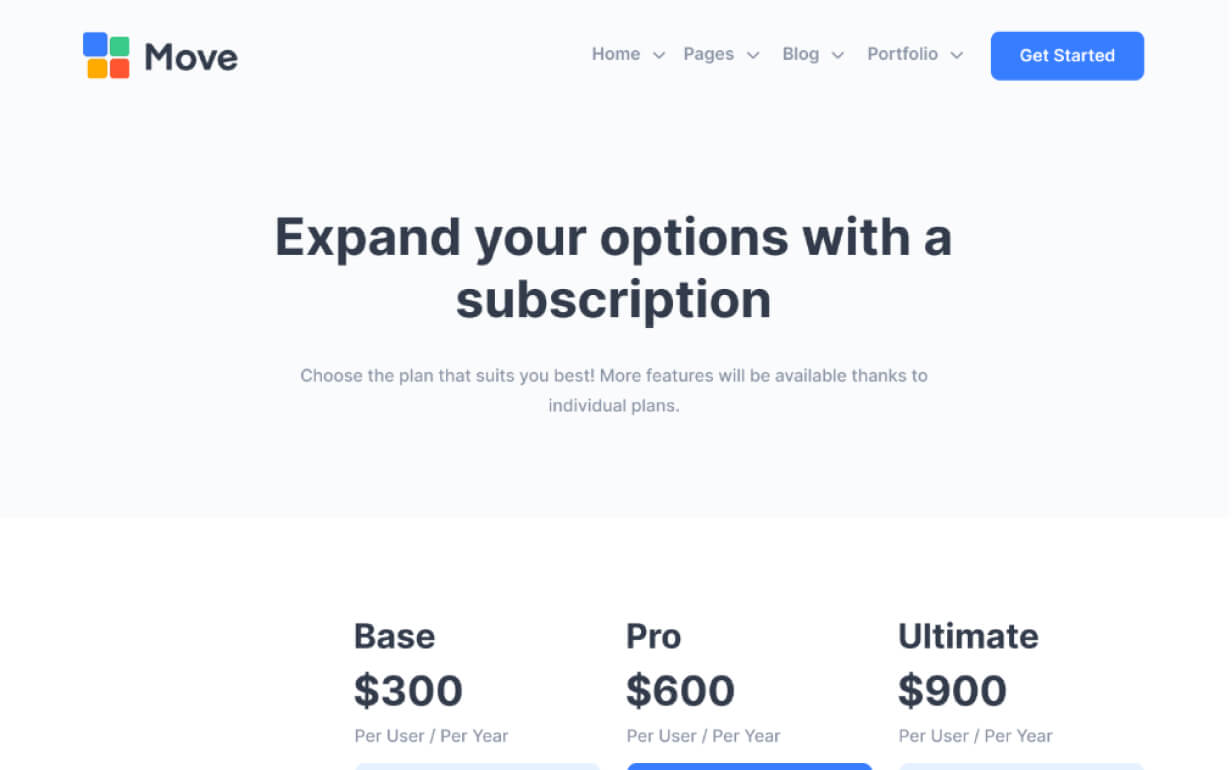 Move
Home Pages Blog Portfolio Get Started
Expand your options with a
subscription
Choose the plan that suits you best! More features will be available thanks to
individual plans.
Base Pro Ultimate
$300 $600 $900
Per User / Per Year Per User / Per Year Per User / Per Year